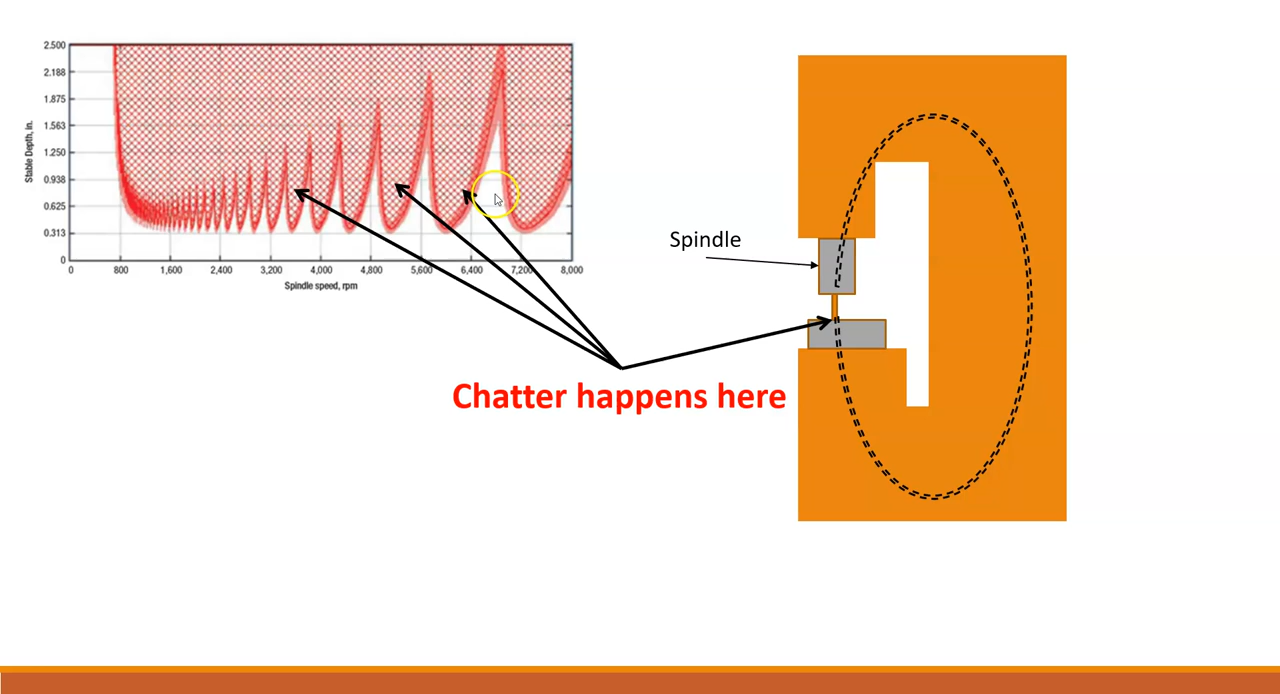 2.500
2.188
1.875
1.563
1.250
0.938
0.625
0.313
0
Stable Depth, in.
0 800 1,600 2,400 3,200 4,000 4,800 5,600 6,400 7,200 8,000
Spindle speed, rpm
Spindle
Chatter happens here